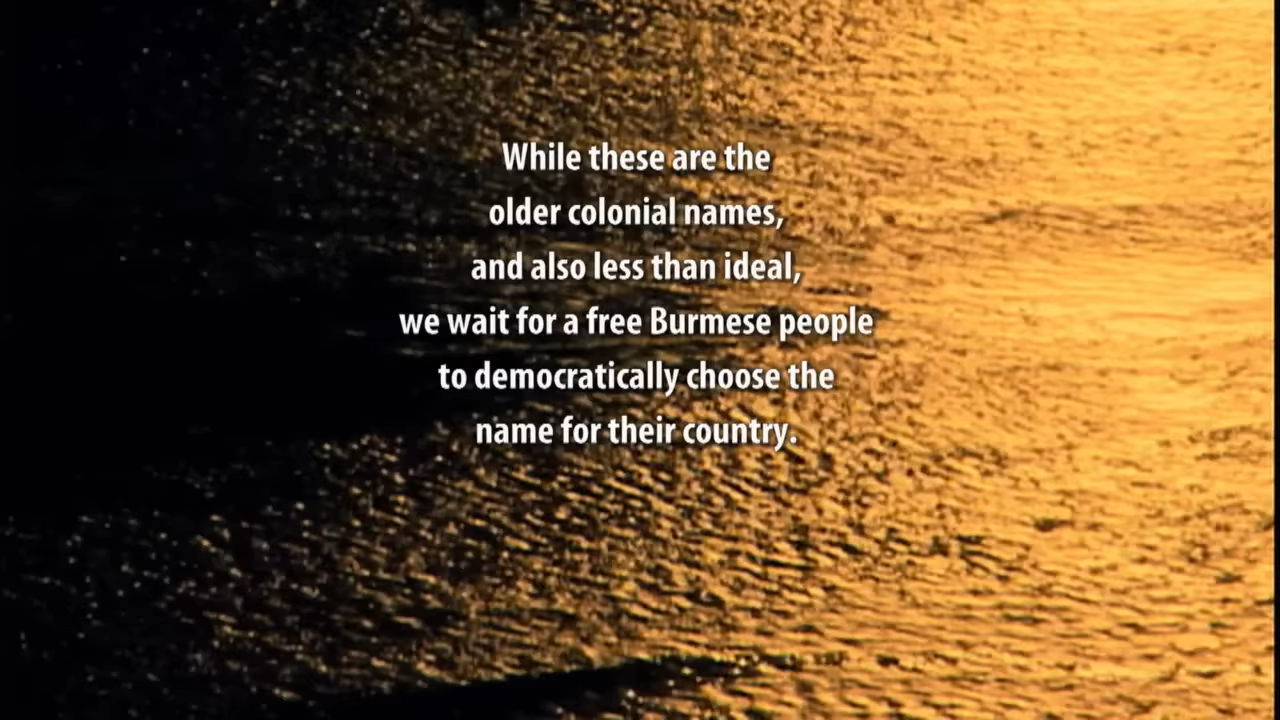 While these are the
older colonial names,
and also less than ideal,
we wait for a free Burmese people
to democratically choose the
name for their country.